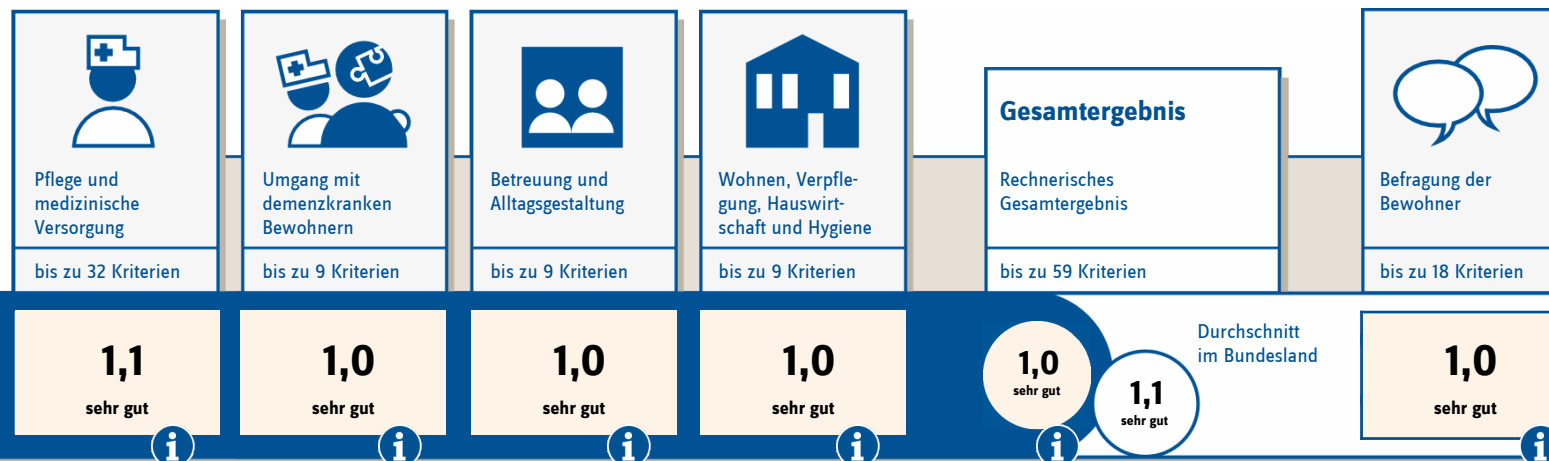 Pflege und
medizinische
Versorgung
bis zu 32 Kriterien
1,1
sehr gut
i
Umgang mit
demenzkranken
Bewohnern
bis zu 9 Kriterien
1,0
sehr gut
i
Betreuung und
Alltagsgestaltung
bis zu 9 Kriterien
1,0
sehr gut
i
Wohnen, Verpfle-
gung, Hauswirt-
schaft und Hygiene
bis zu 9 Kriterien
1,0
sehr gut
i
Gesamtergebnis
Rechnerisches
Gesamtergebnis
bis zu 59 Kriterien
1,0
sehr gut
i
1,1
sehr gut
Durchschnitt
im Bundesland
Befragung der
Bewohner
bis zu 18 Kriterien
1,0
sehr gut
i